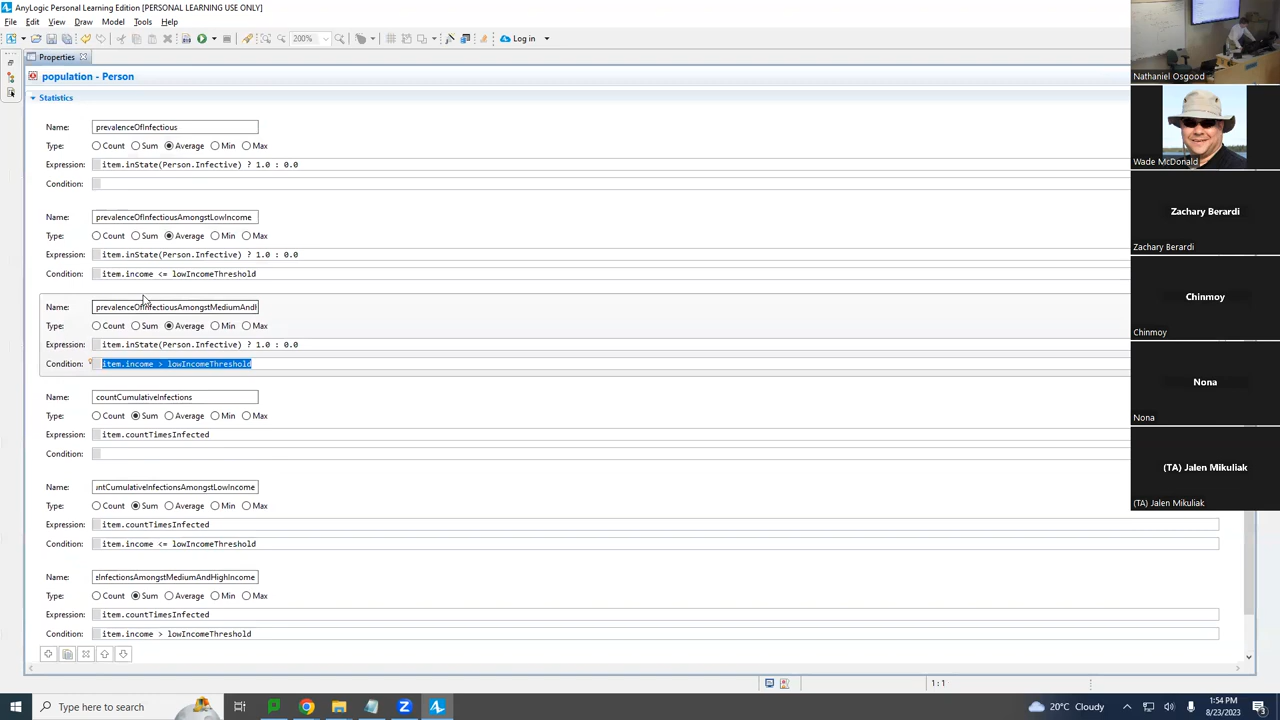 AnyLogic Personal Learning Edition [PERSONAL LEARNING USE ONLY]
File Edit View Draw Model Tools Help
200% Log in
Properties
population - Person
Statistics
Name: prevalenceOfInfectious
Type: Count Sum Average Min Max
Expression: item.inState(Person.Infective) ? 1.0 : 0.0
Condition:
Name: prevalenceOfInfectiousAmongstLowIncome
Type: Count Sum Average Min Max
Expression: item.inState(Person.Infective) ? 1.0 : 0.0
Condition: item.income <= lowIncomeThreshold
Name: prevalenceOfInfectiousAmongstMediumAndH
Type: Count Sum Average Min Max
Expression: item.inState(Person.Infective) ? 1.0 : 0.0
Condition: item.income > lowIncomeThreshold
Name: countCumulativeInfections
Type: Count Sum Average Min Max
Expression: item.countTimesInfected
Condition:
Name: ntCumulativeInfectionsAmongstLowIncome
Type: Count Sum Average Min Max
Expression: item.countTimesInfected
Condition: item.income <= lowIncomeThreshold
Name: InfectionsAmongstMediumAndHighIncome
Type: Count Sum Average Min Max
Expression: item.countTimesInfected
Condition: item.income > lowIncomeThreshold
1:1
Nathaniel Osgood
Wade McDonald
Zachary Berardi
Zachary Berardi
Chinmoy
Chinmoy
Nona
Nona
(TA) Jalen Mikuliak
(TA) Jalen Mikuliak
Type here to search
20°C Cloudy
1:54 PM
8/23/2023
3